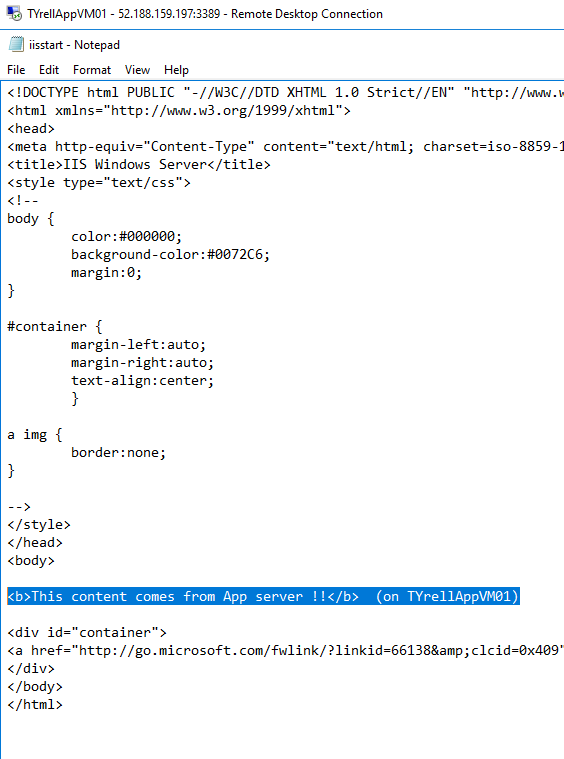 TYrellAppVM01 - 52.188.159.197:3389 - Remote Desktop Connection
iisstart - Notepad
File Edit Format View Help
<!DOCTYPE html PUBLIC "-//W3C//DTD XHTML 1.0 Strict//EN" "http://www.w
<html xmlns="http://www.w3.org/1999/xhtml">
<head>
<meta http-equiv="Content-Type" content="text/html; charset=iso-8859-1
<title>IIS Windows Server</title>
<style type="text/css">
<!--
body {
        color:#000000;
        background-color:#0072C6;
        margin:0;
}
#container {
        margin-left:auto;
        margin-right:auto;
        text-align:center;
        }
a img {
        border:none;
}
-->
</style>
</head>
<body>
<b>This content comes from App server !!</b>  (on TYrellAppVM01)
<div id="container">
<a href="http://go.microsoft.com/fwlink/?linkid=66138&amp;clcid=0x409"
</div>
</body>
</html>